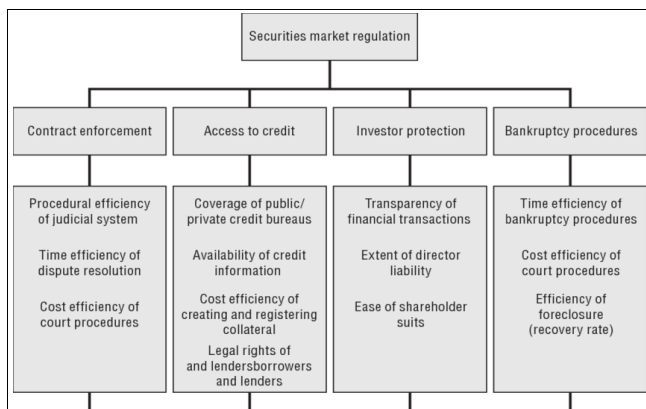 Securities market regulation
Contract enforcement
Access to credit
Investor protection
Bankruptcy procedures
Procedural efficiency
of judicial system
Time efficiency of
dispute resolution
Cost efficiency of
court procedures
Coverage of public/
private credit bureaus
Availability of credit
information
Cost efficiency of
creating and registering
collateral
Legal rights of
and lendersborrowers
and lenders
Transparency of
financial transactions
Extent of director
liability
Ease of shareholder
suits
Time efficiency of
bankruptcy procedures
Cost efficiency of
court procedures
Efficiency of
foreclosure
(recovery rate)